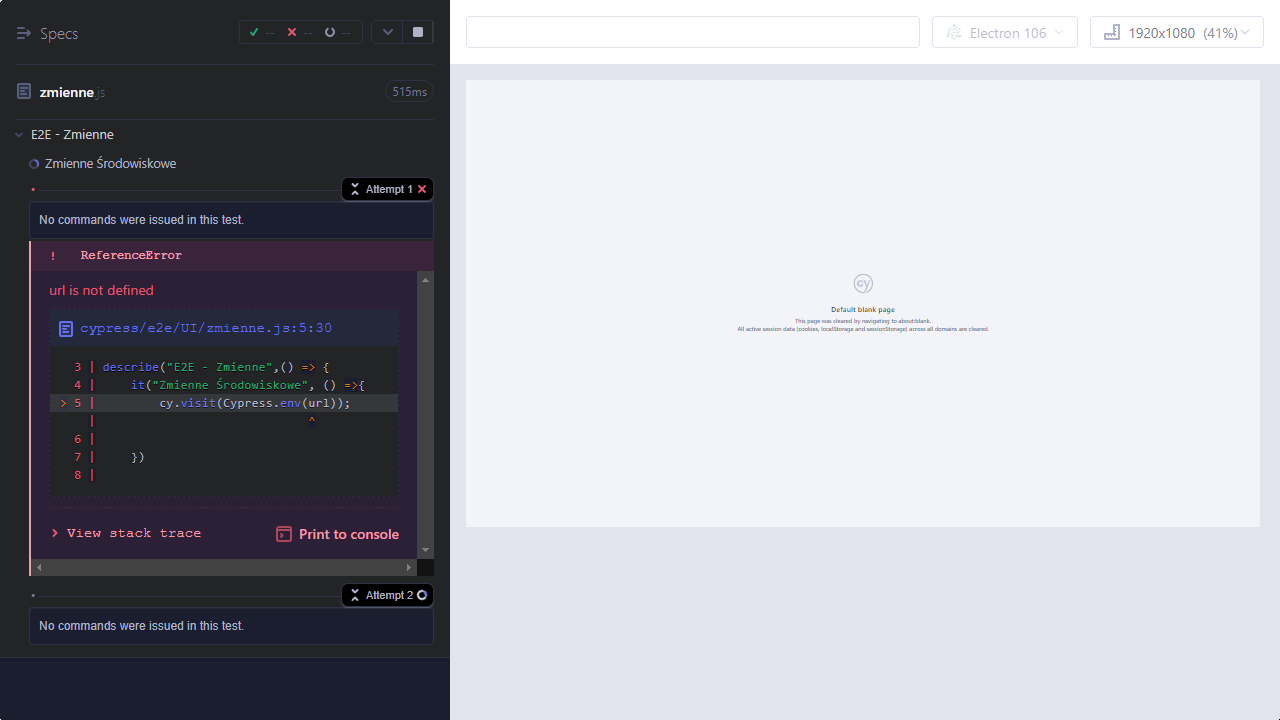 Specs
-- -- --
Electron 106
1920x1080 (41%)
zmienne.js
515ms
E2E - Zmienne
Zmienne Środowiskowe
Attempt 1
No commands were issued in this test.
! ReferenceError
url is not defined
cypress/e2e/UI/zmienne.js:5:30
3 | describe("E2E - Zmienne",() => {
4 |     it("Zmienne Środowiskowe", () =>{
> 5 |         cy.visit(Cypress.env(url));
|                              ^
6 |
7 |     })
8 |
> View stack trace
Print to console
Attempt 2
No commands were issued in this test.
cy
Default blank page
This page was cleared by navigating to about:blank.
All active session data (cookies, localStorage and sessionStorage) across all domains are cleared.